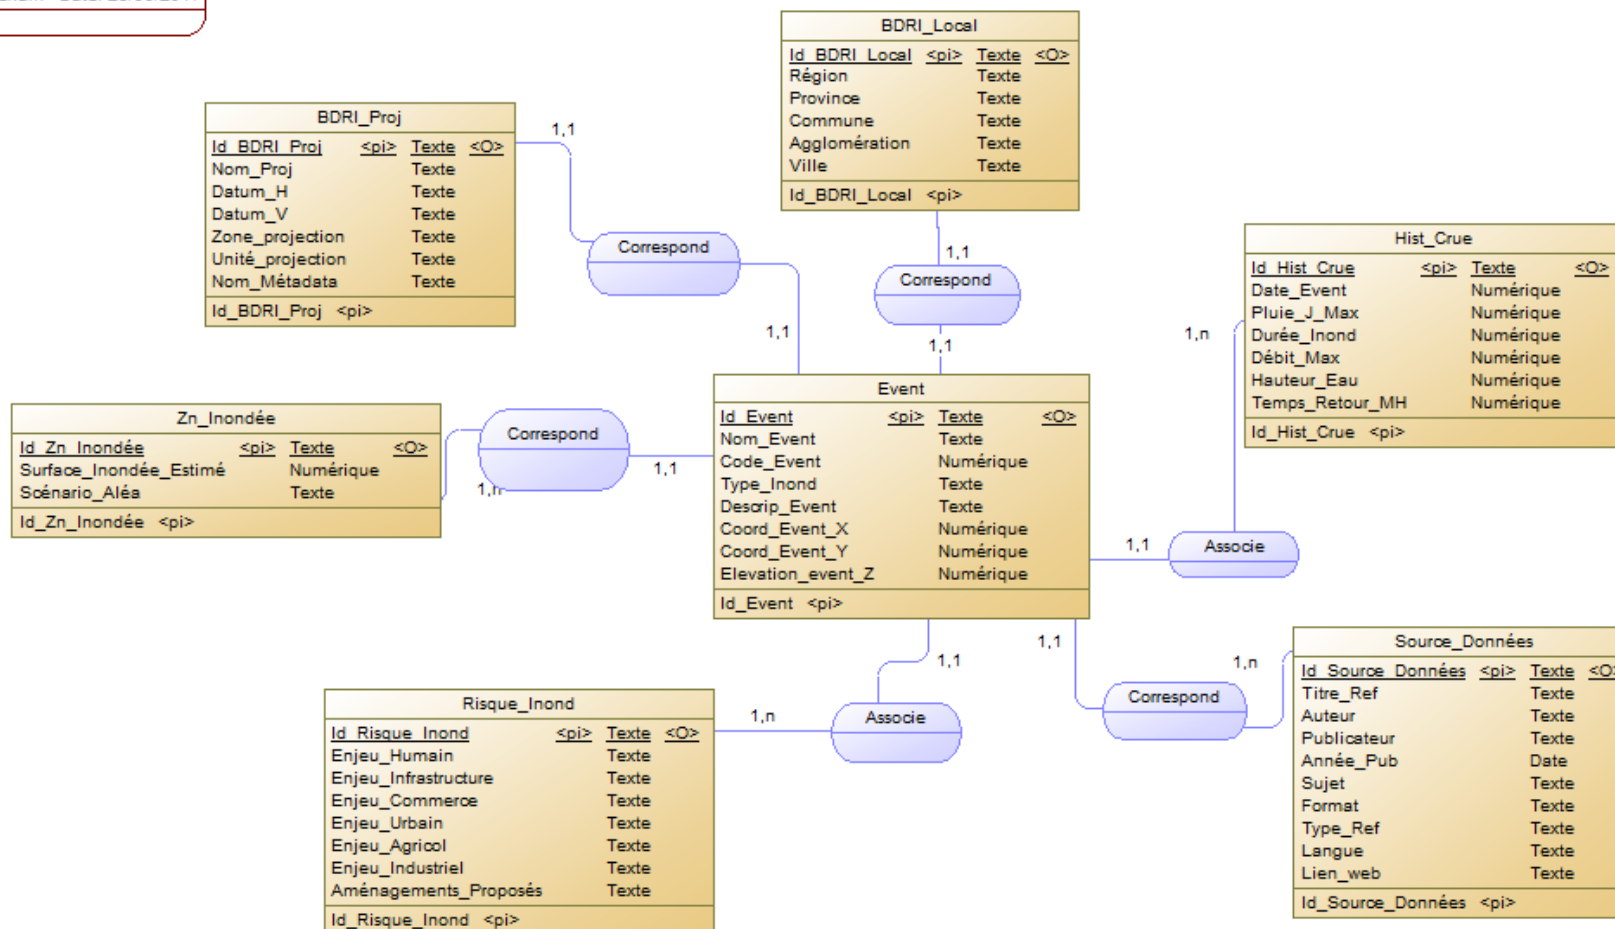 BDRI_Local
Id_BDRI_Local <pi> Texte <O>
Région Texte
Province Texte
Commune Texte
Agglomération Texte
Ville Texte
Id_BDRI_Local <pi>
BDRI_Proj
Id_BDRI_Proj <pi> Texte <O>
Nom_Proj Texte
Datum_H Texte
Datum_V Texte
Zone_projection Texte
Unité_projection Texte
Nom_Métadata Texte
Id_BDRI_Proj <pi>
1,1
Correspond
1,1
1,1
Correspond
1,1
Hist_Crue
Id_Hist_Crue <pi> Texte <O>
Date_Event Numérique
Pluie_J_Max Numérique
Durée_Inond Numérique
Débit_Max Numérique
Hauteur_Eau Numérique
Temps_Retour_MH Numérique
Id_Hist_Crue <pi>
1,n
Associe
1,1
Zn_Inondée
Id_Zn_Inondée <pi> Texte <O>
Surface_Inondée_Estimé Numérique
Scénario_Aléa Texte
Id_Zn_Inondée <pi>
Correspond
1,n
1,1
Event
Id_Event <pi> Texte <O>
Nom_Event Texte
Code_Event Numérique
Type_Inond Texte
Descrip_Event Texte
Coord_Event_X Numérique
Coord_Event_Y Numérique
Elevation_event_Z Numérique
Id_Event <pi>
1,1
Associe
1,n
1,1
Correspond
1,n
Risque_Inond
Id_Risque_Inond <pi> Texte <O>
Enjeu_Humain Texte
Enjeu_Infrastructure Texte
Enjeu_Commerce Texte
Enjeu_Urbain Texte
Enjeu_Agricol Texte
Enjeu_Industriel Texte
Aménagements_Proposés Texte
Id_Risque_Inond <pi>
Source_Données
Id_Source_Données <pi> Texte <O>
Titre_Ref Texte
Auteur Texte
Publicateur Texte
Année_Pub Date
Sujet Texte
Format Texte
Type_Ref Texte
Langue Texte
Lien_web Texte
Id_Source_Données <pi>